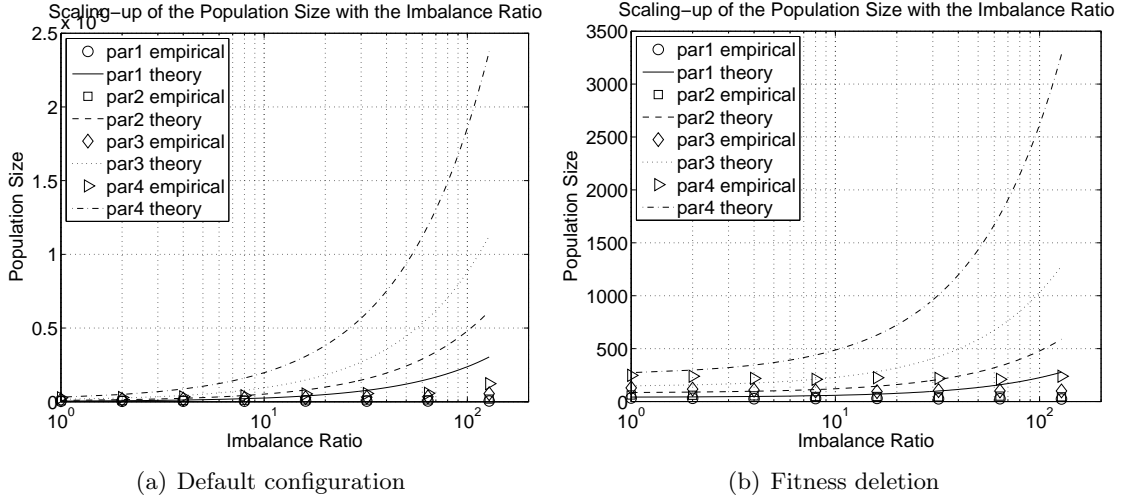 Scaling−up of the Population Size with the Imbalance Ratio
x 10
2.5
2
1.5
1
0.5
0
Population Size
par1 empirical
par1 theory
par2 empirical
par2 theory
par3 empirical
par3 theory
par4 empirical
par4 theory
10^0
10^1
10^2
Imbalance Ratio
(a) Default configuration
Scaling−up of the Population Size with the Imbalance Ratio
3500
3000
2500
2000
1500
1000
500
0
Population Size
par1 empirical
par1 theory
par2 empirical
par2 theory
par3 empirical
par3 theory
par4 empirical
par4 theory
10^0
10^1
10^2
Imbalance Ratio
(b) Fitness deletion